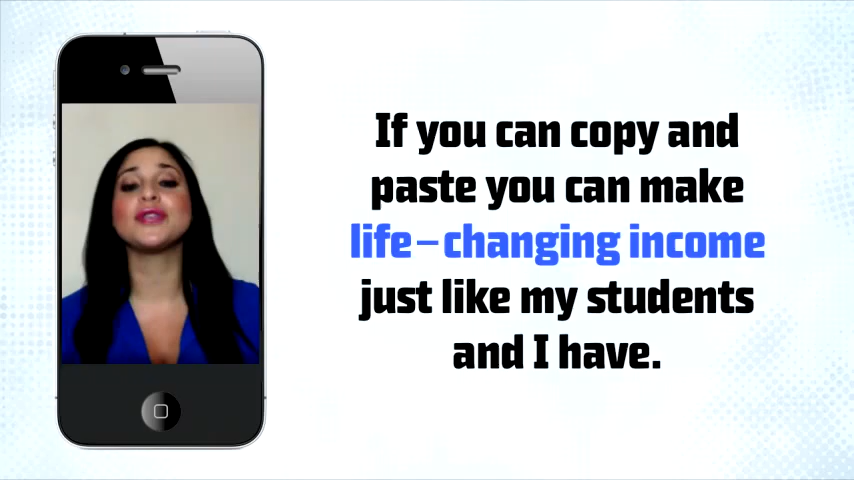 If you can copy and
paste you can make
life–changing income
just like my students
and I have.